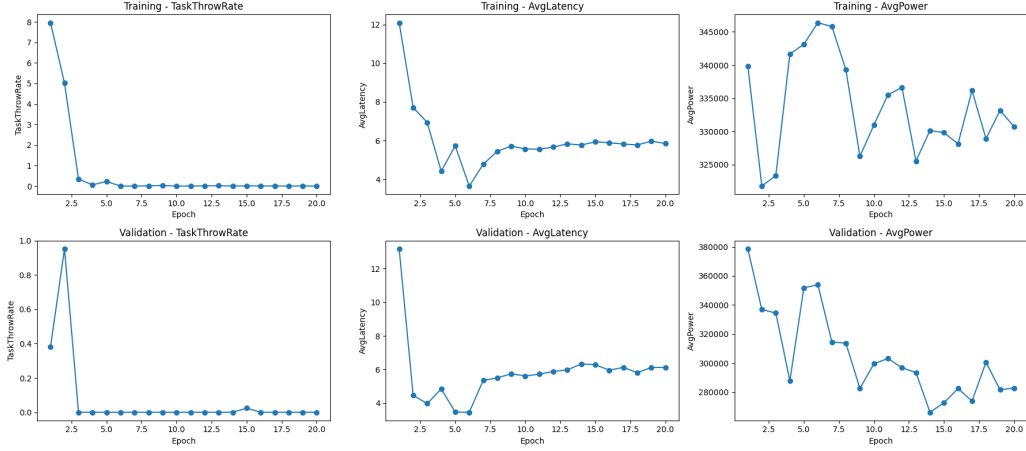 Training - TaskThrowRate
8
7
6
5
4
3
2
1
0
TaskThrowRate
2.5 5.0 7.5 10.0 12.5 15.0 17.5 20.0
Epoch
Training - AvgLatency
12
10
8
6
4
AvgLatency
2.5 5.0 7.5 10.0 12.5 15.0 17.5 20.0
Epoch
Training - AvgPower
345000
340000
335000
330000
325000
AvgPower
2.5 5.0 7.5 10.0 12.5 15.0 17.5 20.0
Epoch
Validation - TaskThrowRate
1.0
0.8
0.6
0.4
0.2
0.0
TaskThrowRate
2.5 5.0 7.5 10.0 12.5 15.0 17.5 20.0
Epoch
Validation - AvgLatency
12
10
8
6
4
AvgLatency
2.5 5.0 7.5 10.0 12.5 15.0 17.5 20.0
Epoch
Validation - AvgPower
380000
360000
340000
320000
300000
280000
AvgPower
2.5 5.0 7.5 10.0 12.5 15.0 17.5 20.0
Epoch